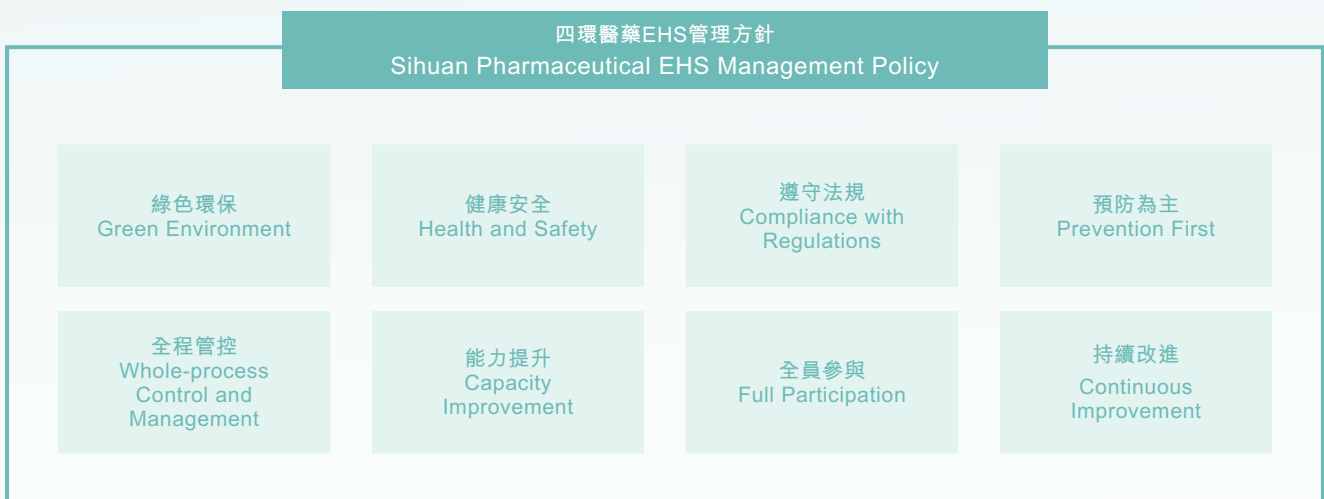 四環醫藥EHS管理方針
Sihuan Pharmaceutical EHS Management Policy
綠色環保
Green Environment
健康安全
Health and Safety
遵守法規
Compliance with
Regulations
預防為主
Prevention First
全程管控
Whole-process
Control and
Management
能力提升
Capacity
Improvement
全員參與
Full Participation
持續改進
Continuous
Improvement